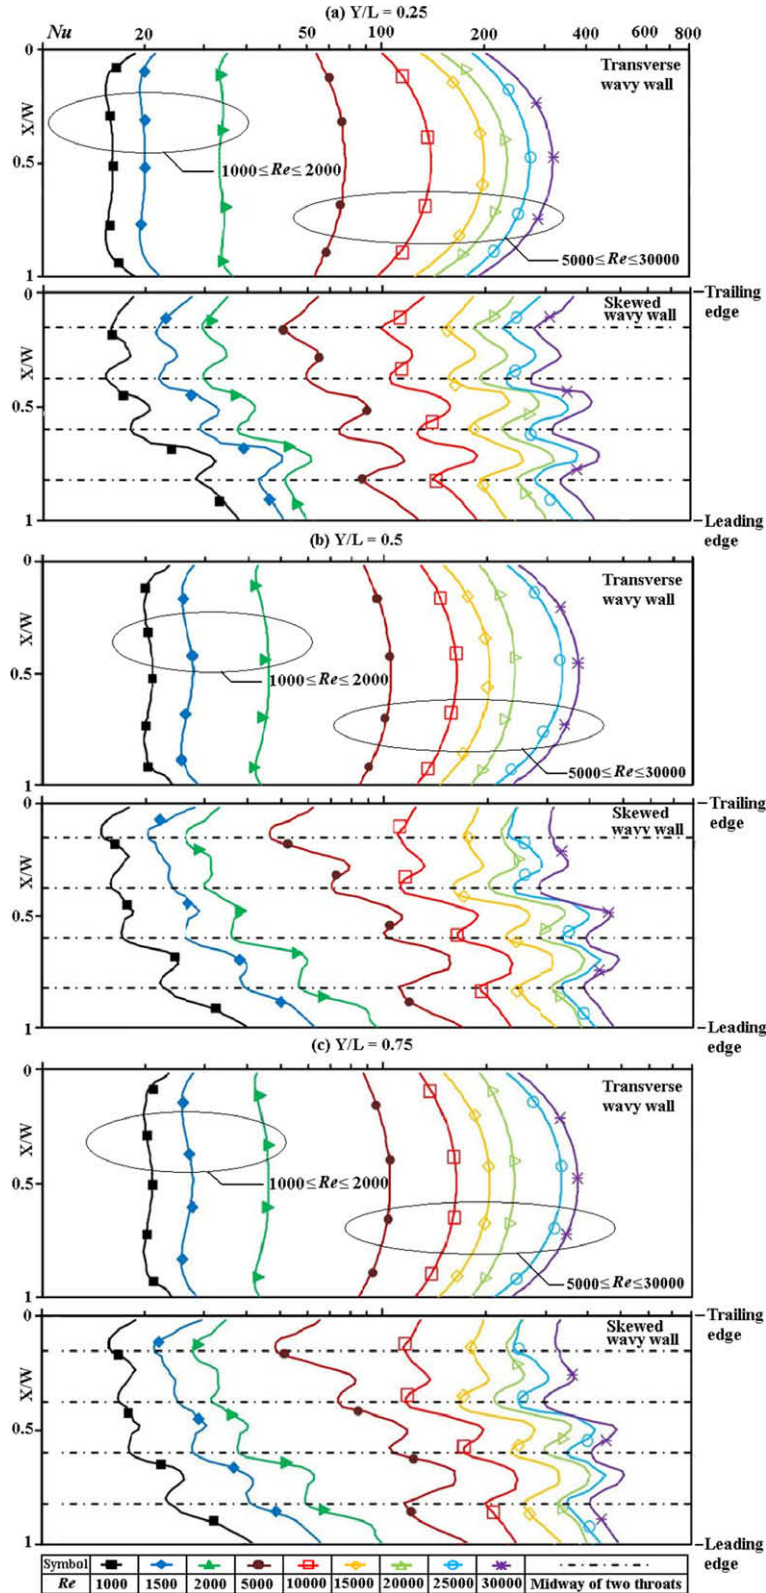 (a) Y/L = 0.25
Nu 20 50 100 200 300 400 600 800
0
Transverse
wavy wall
X/W
0.5
1000≤Re≤2000
5000≤Re≤30000
1
0
Trailing
edge
Skewed
wavy wall
X/W
0.5
1
Leading
edge
(b) Y/L = 0.5
0
Transverse
wavy wall
X/W
0.5
1000≤Re≤2000
5000≤Re≤30000
1
0
Trailing
edge
Skewed
wavy wall
X/W
0.5
1
Leading
edge
(c) Y/L = 0.75
0
Transverse
wavy wall
X/W
0.5
1000≤Re≤2000
5000≤Re≤30000
1
0
Trailing
edge
Skewed
wavy wall
X/W
0.5
1
Leading
edge
Symbol
Re 1000 1500 2000 5000 10000 15000 20000 25000 30000 Midway of two throats